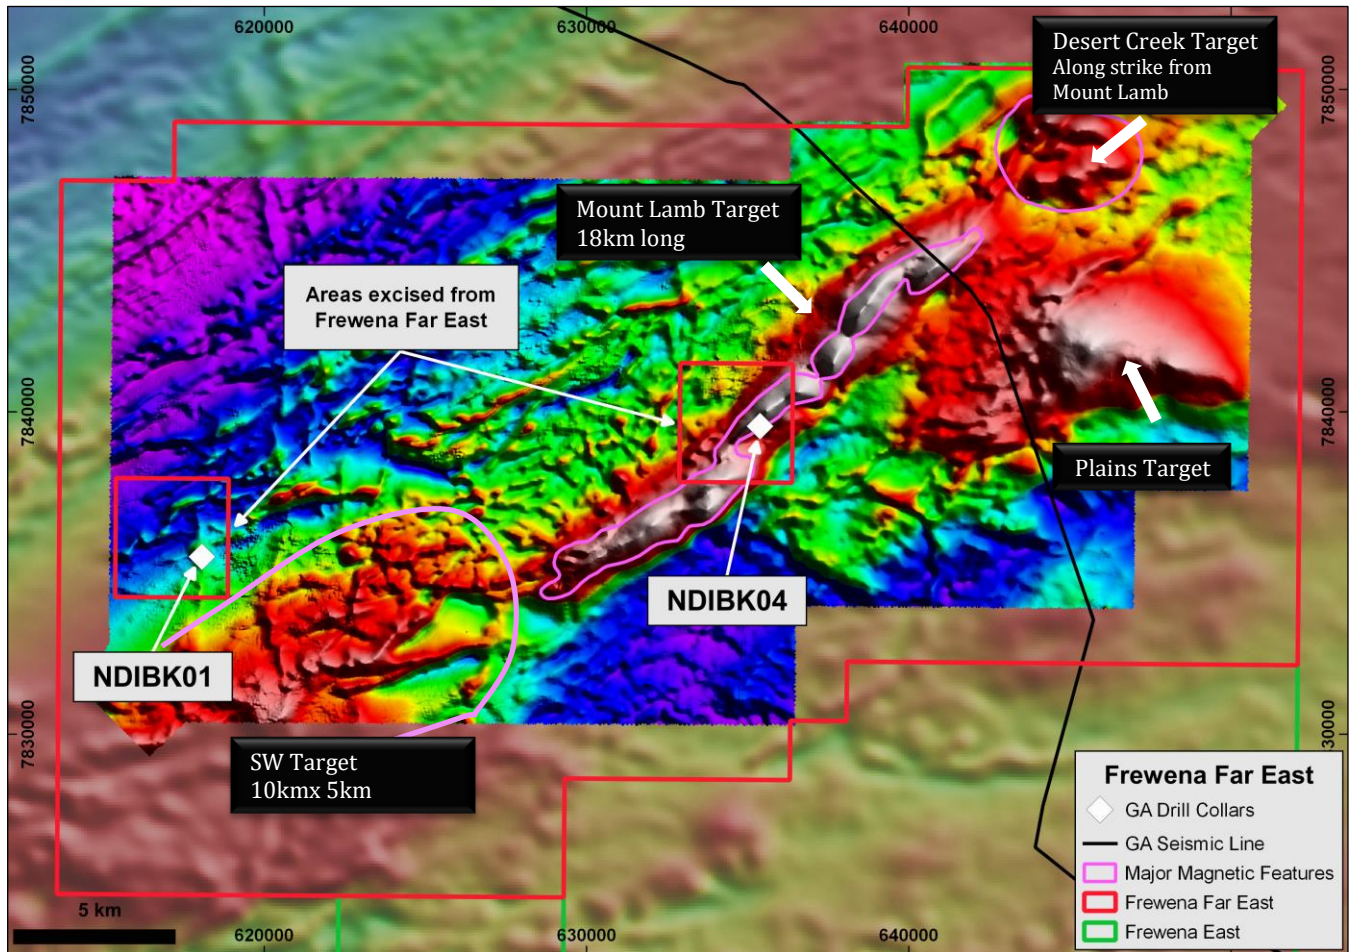 620000
630000
640000
Desert Creek Target
Along strike from
Mount Lamb
7850000
7850000
Mount Lamb Target
18km long
Areas excised from
Frewena Far East
7840000
7840000
Plains Target
NDIBK04
NDIBK01
7830000
30000
SW Target
10kmx 5km
Frewena Far East
GA Drill Collars
GA Seismic Line
Major Magnetic Features
Frewena Far East
Frewena East
5 km
620000
630000
640000